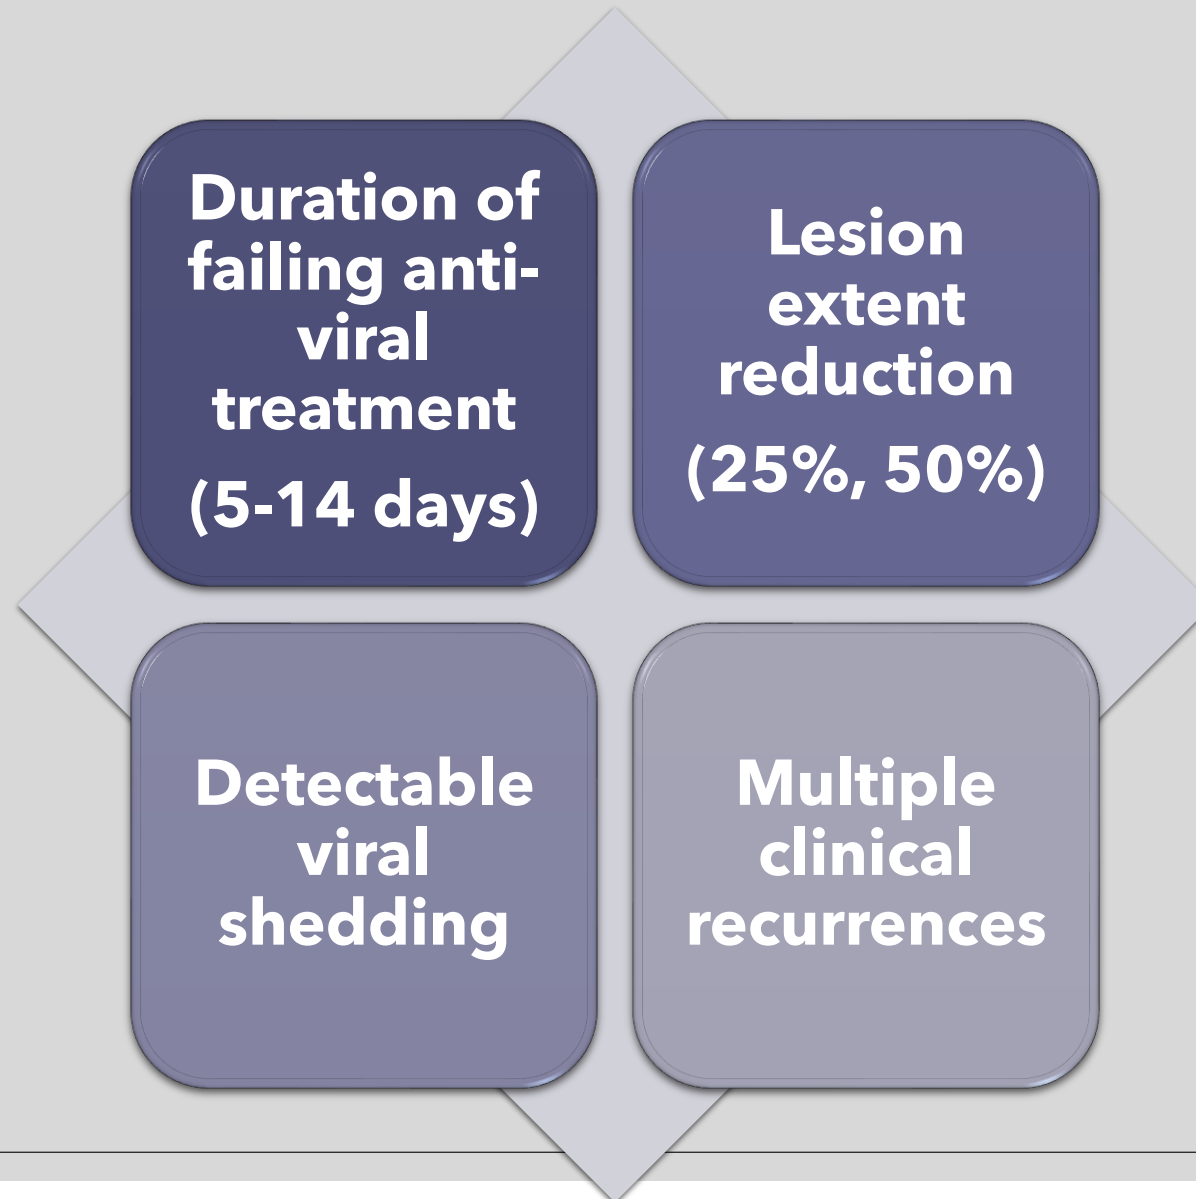 Duration of
failing anti-
viral
treatment
(5-14 days)
Lesion
extent
reduction
(25%, 50%)
Detectable
viral
shedding
Multiple
clinical
recurrences